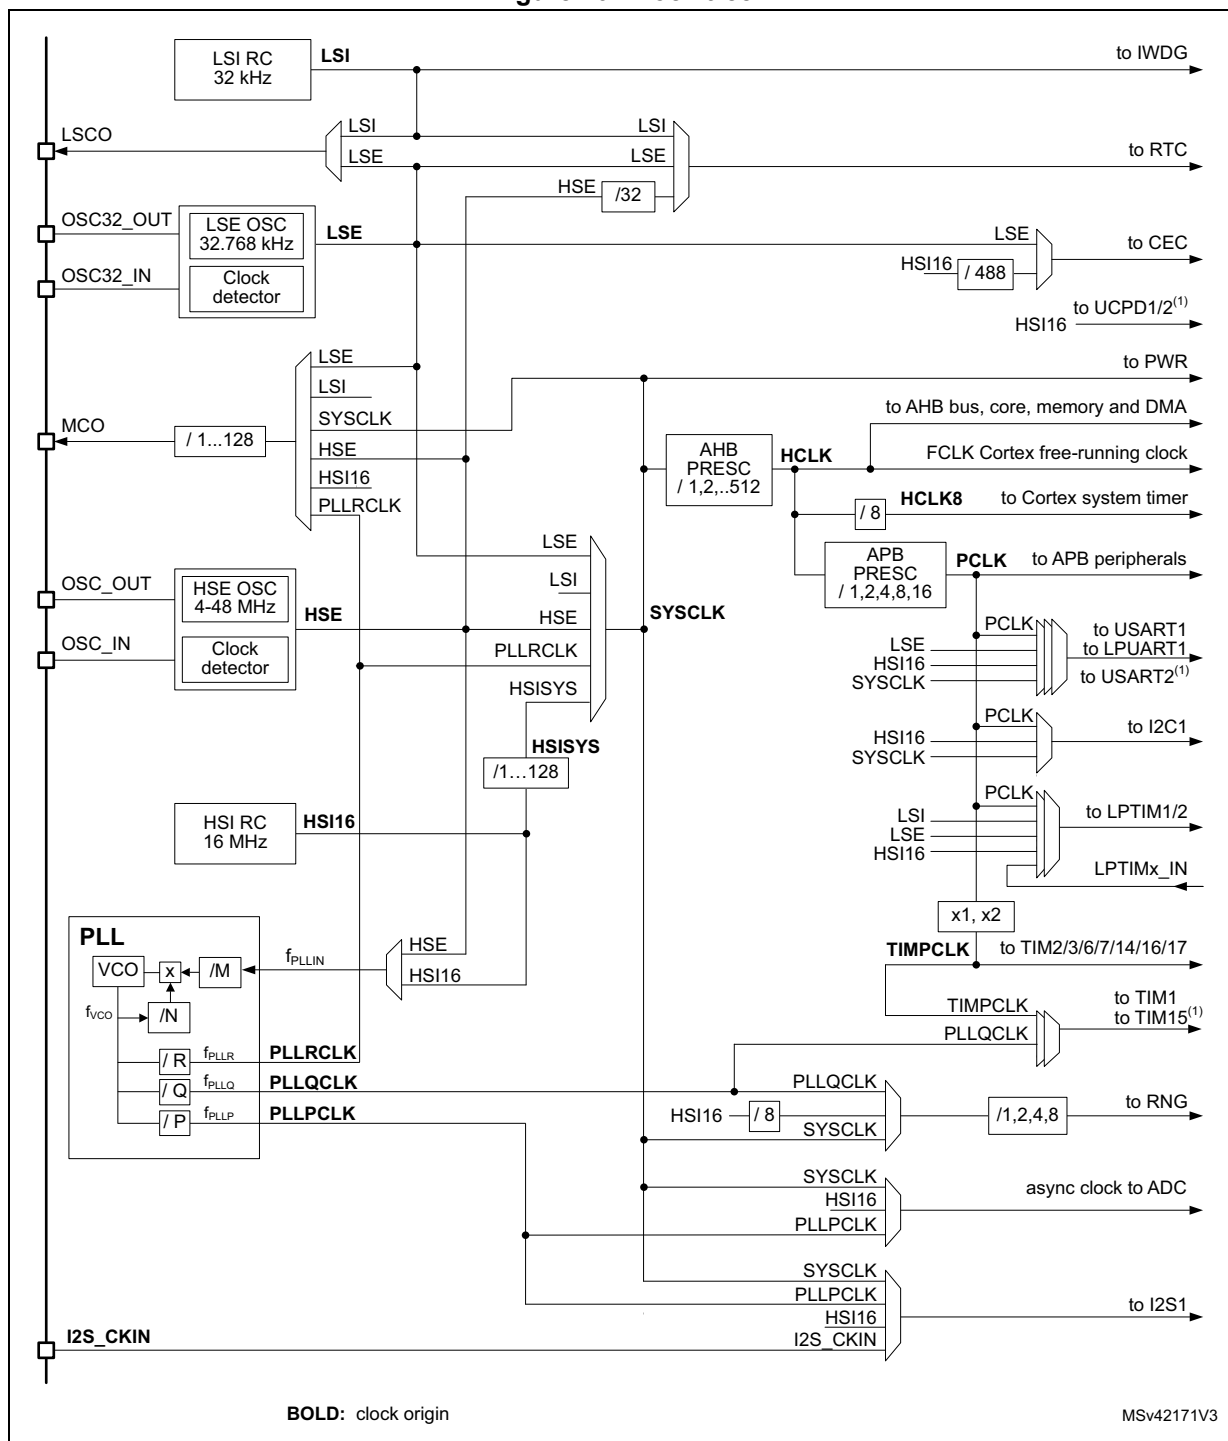 LSI RC
32 kHz
LSI
to IWDG
LSCO
LSI
LSI
LSE
LSE
to RTC
HSE
/32
OSC32_OUT
LSE OSC
32.768 kHz
LSE
LSE
to CEC
OSC32_IN
Clock
detector
HSI16
/ 488
to UCPD1/2(1)
HSI16
LSE
to PWR
LSI
SYSCLK
to AHB bus, core, memory and DMA
MCO
/ 1...128
HSE
AHB
PRESC
/ 1,2,..512
HCLK
FCLK Cortex free-running clock
HSI16
PLLRCLK
/ 8
HCLK8
to Cortex system timer
LSE
APB
PRESC
/ 1,2,4,8,16
PCLK
to APB peripherals
OSC_OUT
HSE OSC
4-48 MHz
LSI
HSE
HSE
SYSCLK
PCLK
to USART1
OSC_IN
Clock
detector
PLLRCLK
LSE
to LPUART1
HSI16
SYSCLK
to USART2(1)
HSISYS
PCLK
to I2C1
HSISYS
HSI16
SYSCLK
/1...128
PCLK
HSI RC
16 MHz
HSI16
LSI
to LPTIM1/2
LSE
HSI16
LPTIMx_IN
x1, x2
PLL
HSE
TIMPCLK
to TIM2/3/6/7/14/16/17
VCO
x
/M
fPLLIN
HSI16
fVCO
/N
TIMPCLK
to TIM1
to TIM15(1)
PLLQCLK
/ R
fPLLR
PLLRCLK
/ Q
fPLLQ
PLLQCLK
PLLQCLK
/ P
fPLLP
PLLPCLK
HSI16
/ 8
/1,2,4,8
to RNG
SYSCLK
SYSCLK
HSI16
async clock to ADC
PLLPCLK
SYSCLK
PLLPCLK
to I2S1
HSI16
I2S_CKIN
I2S_CKIN
BOLD: clock origin
MSv42171V3